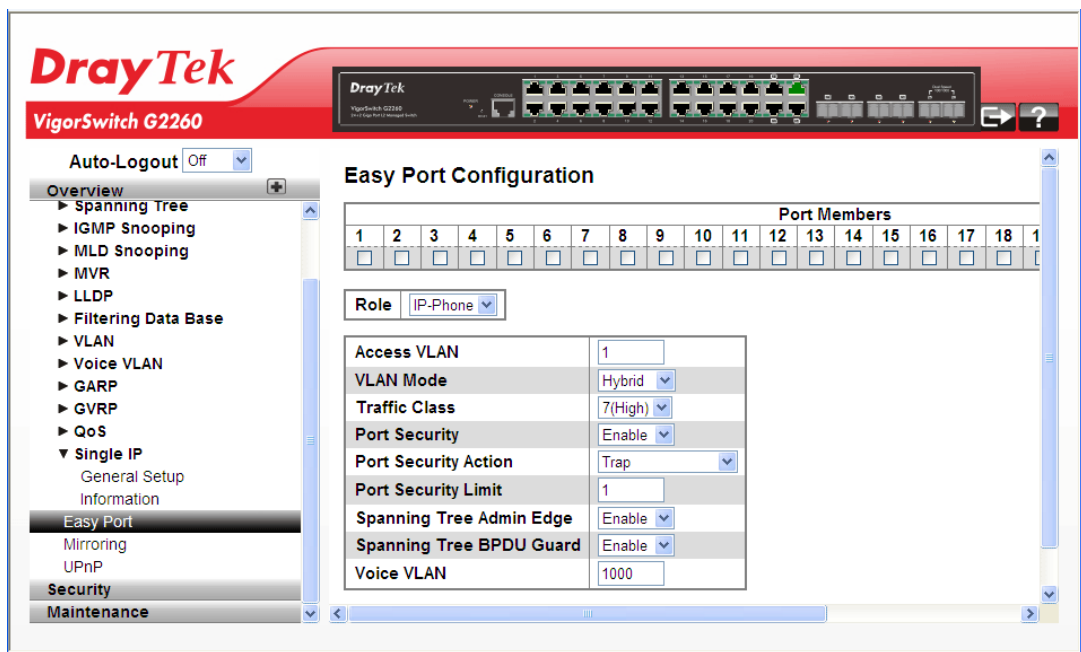 DrayTek
VigorSwitch G2260
DrayTek
VigorSwitch G2260
CONSOLE
Auto-Logout Off
Overview
Spanning Tree
IGMP Snooping
MLD Snooping
MVR
LLDP
Filtering Data Base
VLAN
Voice VLAN
GARP
GVRP
QoS
Single IP
General Setup
Information
Easy Port
Mirroring
UPnP
Security
Maintenance
Easy Port Configuration
Port Members
1 2 3 4 5 6 7 8 9 10 11 12 13 14 15 16 17 18 1
Role IP-Phone
Access VLAN 1
VLAN Mode Hybrid
Traffic Class 7(High)
Port Security Enable
Port Security Action Trap
Port Security Limit 1
Spanning Tree Admin Edge Enable
Spanning Tree BPDU Guard Enable
Voice VLAN 1000